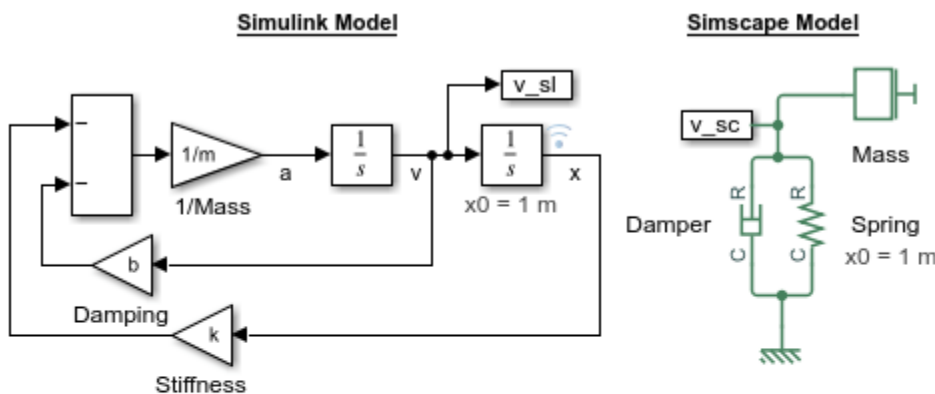 Simulink Model
v_sl
1/m
a
1
s
v
1
s
x
1/Mass
x0 = 1 m
b
Damping
k
Stiffness
Simscape Model
v_sc
Mass
R
R
Damper
Spring
C
C
x0 = 1 m